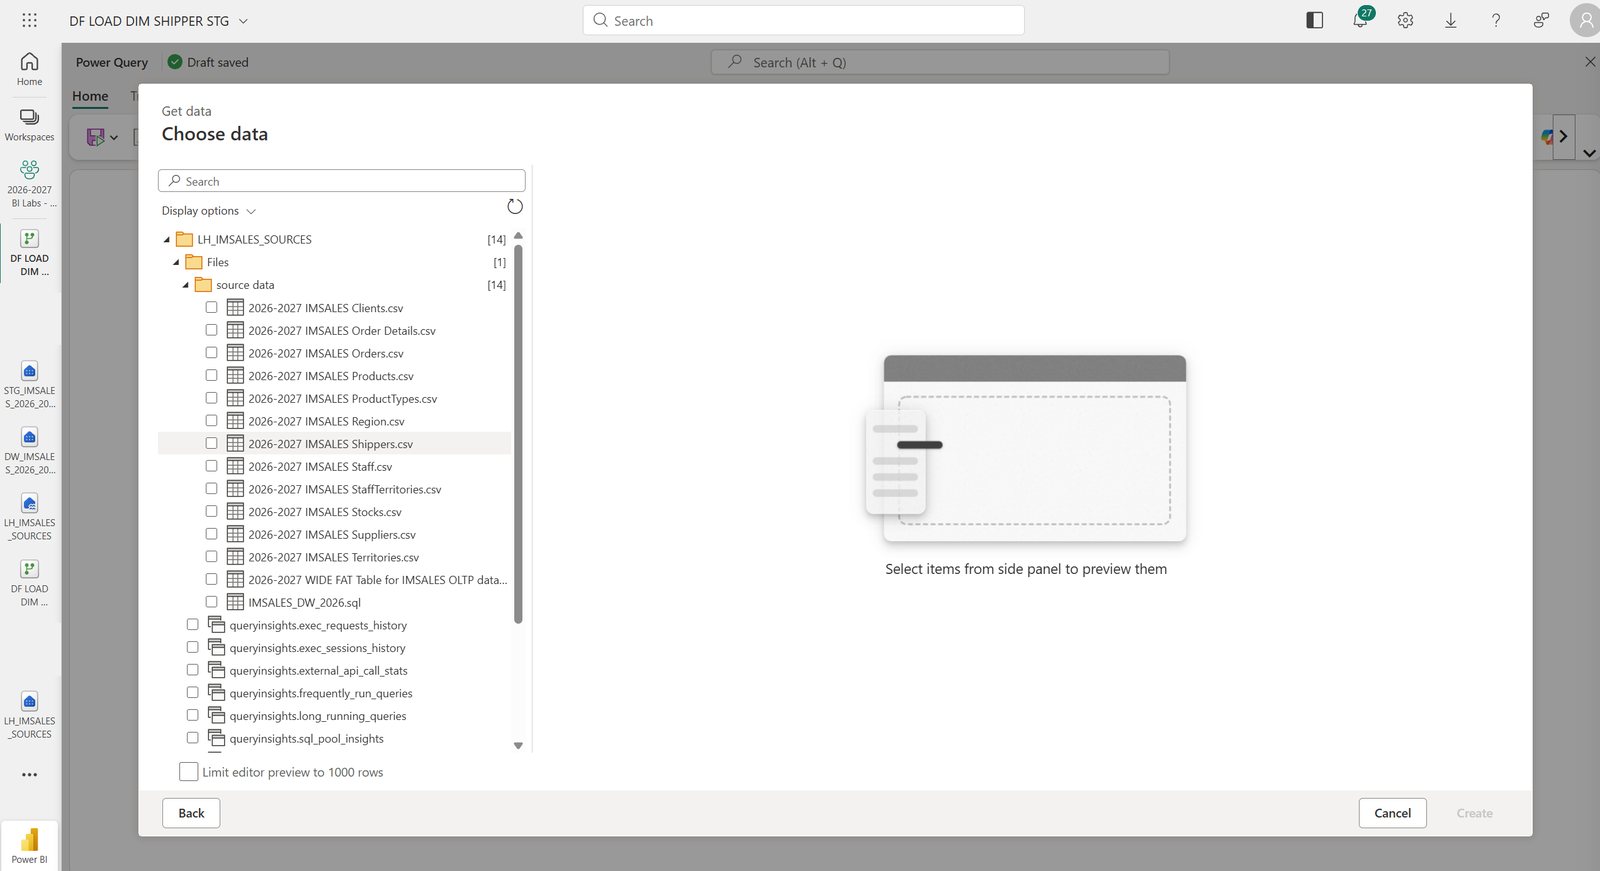 DF LOAD DIM SHIPPER STG
Search
27
Home
Workspaces
2026-2027
BI Labs - ...
DF LOAD
DIM ...
STG_IMSALE
S_2026_20...
DW_IMSALE
S_2026_20...
LH_IMSALES
_SOURCES
DF LOAD
DIM ...
LH_IMSALES
_SOURCES
Power BI
Power Query
Draft saved
Search (Alt + Q)
Home
Get data
Choose data
Search
Display options
LH_IMSALES_SOURCES [14]
Files [1]
source data [14]
2026-2027 IMSALES Clients.csv
2026-2027 IMSALES Order Details.csv
2026-2027 IMSALES Orders.csv
2026-2027 IMSALES Products.csv
2026-2027 IMSALES ProductTypes.csv
2026-2027 IMSALES Region.csv
2026-2027 IMSALES Shippers.csv
2026-2027 IMSALES Staff.csv
2026-2027 IMSALES StaffTerritories.csv
2026-2027 IMSALES Stocks.csv
2026-2027 IMSALES Suppliers.csv
2026-2027 IMSALES Territories.csv
2026-2027 WIDE FAT Table for IMSALES OLTP data...
IMSALES_DW_2026.sql
queryinsights.exec_requests_history
queryinsights.exec_sessions_history
queryinsights.external_api_call_stats
queryinsights.frequently_run_queries
queryinsights.long_running_queries
queryinsights.sql_pool_insights
Limit editor preview to 1000 rows
Select items from side panel to preview them
Back
Cancel
Create